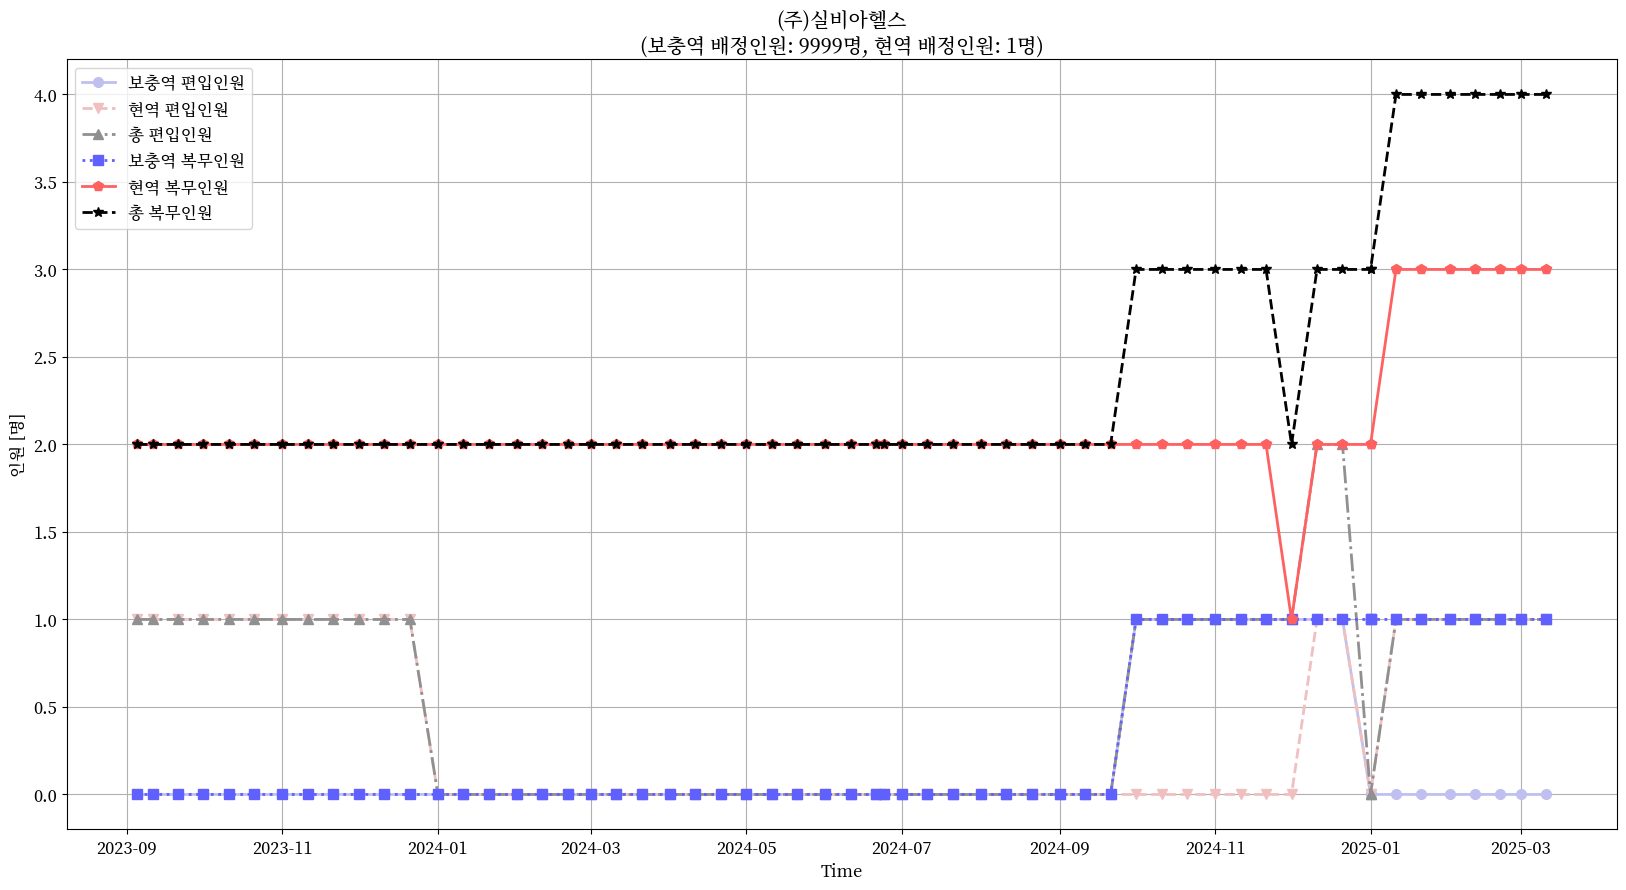 (주)실비아헬스
(보충역 배정인원: 9999명, 현역 배정인원: 1명)
보충역 편입인원
현역 편입인원
총 편입인원
보충역 복무인원
현역 복무인원
총 복무인원
4.0
3.5
3.0
2.5
2.0
1.5
1.0
0.5
0.0
인원 [명]
2023-09 2023-11 2024-01 2024-03 2024-05 2024-07 2024-09 2024-11 2025-01 2025-03
Time